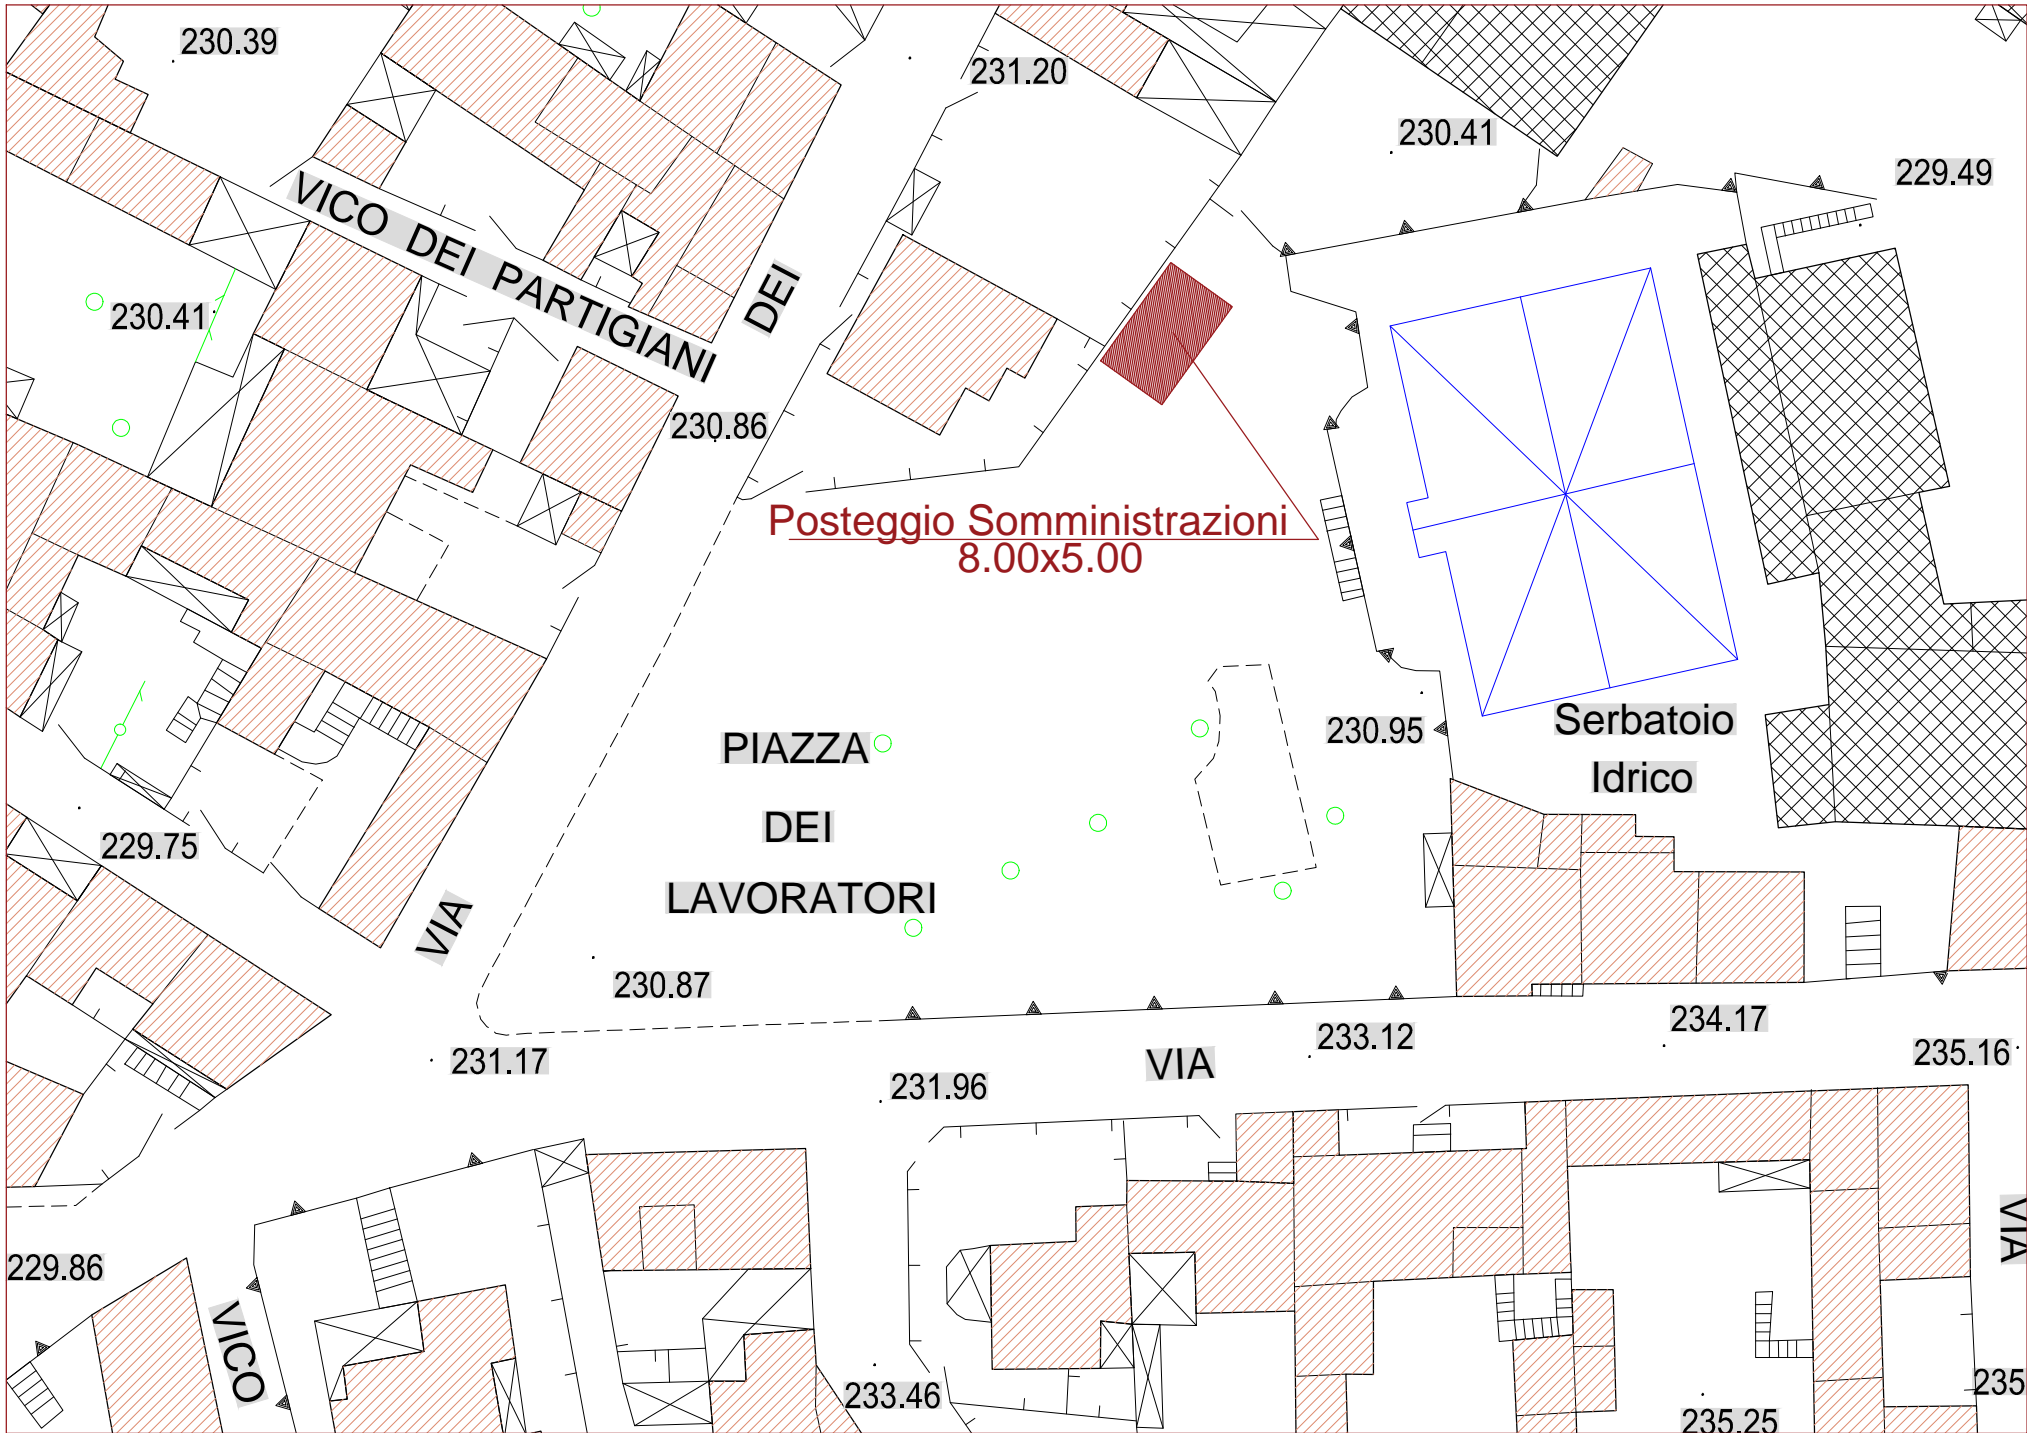 230.39
231.20
230.41
229.49
VICO DEI PARTIGIANI
DEI
230.41
230.86
Posteggio Somministrazioni
8.00x5.00
PIAZZA
230.95
Serbatoio
Idrico
DEI
229.75
LAVORATORI
VIA
230.87
234.17
233.12
231.17
235.16
VIA
231.96
VIA
229.86
VICO
233.46
235
235.25